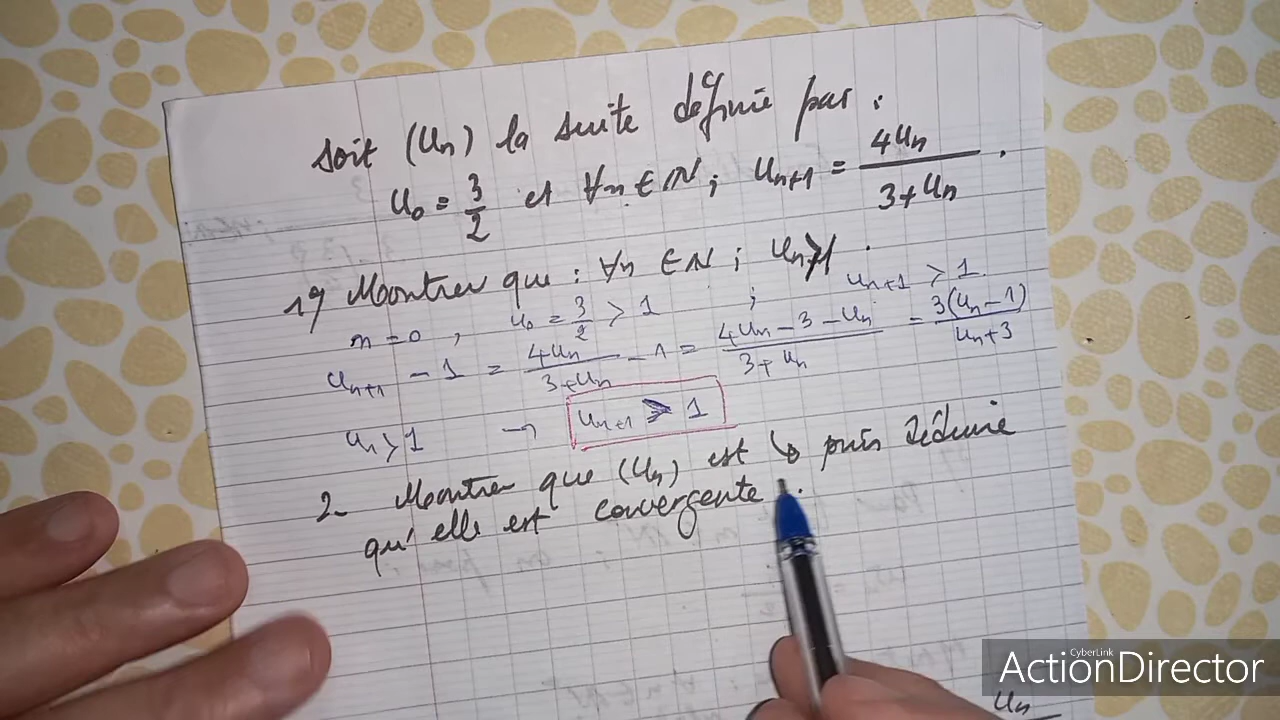 Soit (Un) la suite définie par :
U0 = 3/2 et ∀n ∈ N ; Un+1 = 4Un / 3+Un .
1) Montrer que : ∀n ∈ N ; Un > 1 .
n = 0 , u0 = 3/2 > 1 ; un+1 > 1
un+1 - 1 = 4Un / 3+Un - 1 = 4Un - 3 - Un / 3 + Un = 3(Un - 1) / Un + 3
un > 1 → un+1 > 1
2 - Montrer que (Un) est ↘ puis déduire
qu'elle est convergente .
Un
CyberLink
ActionDirector